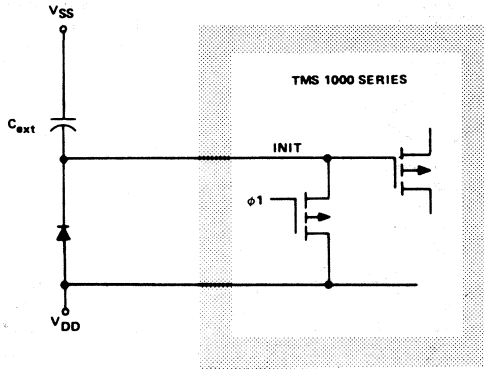 VSS
TMS 1000 SERIES
Cext
INIT
φ1
VDD